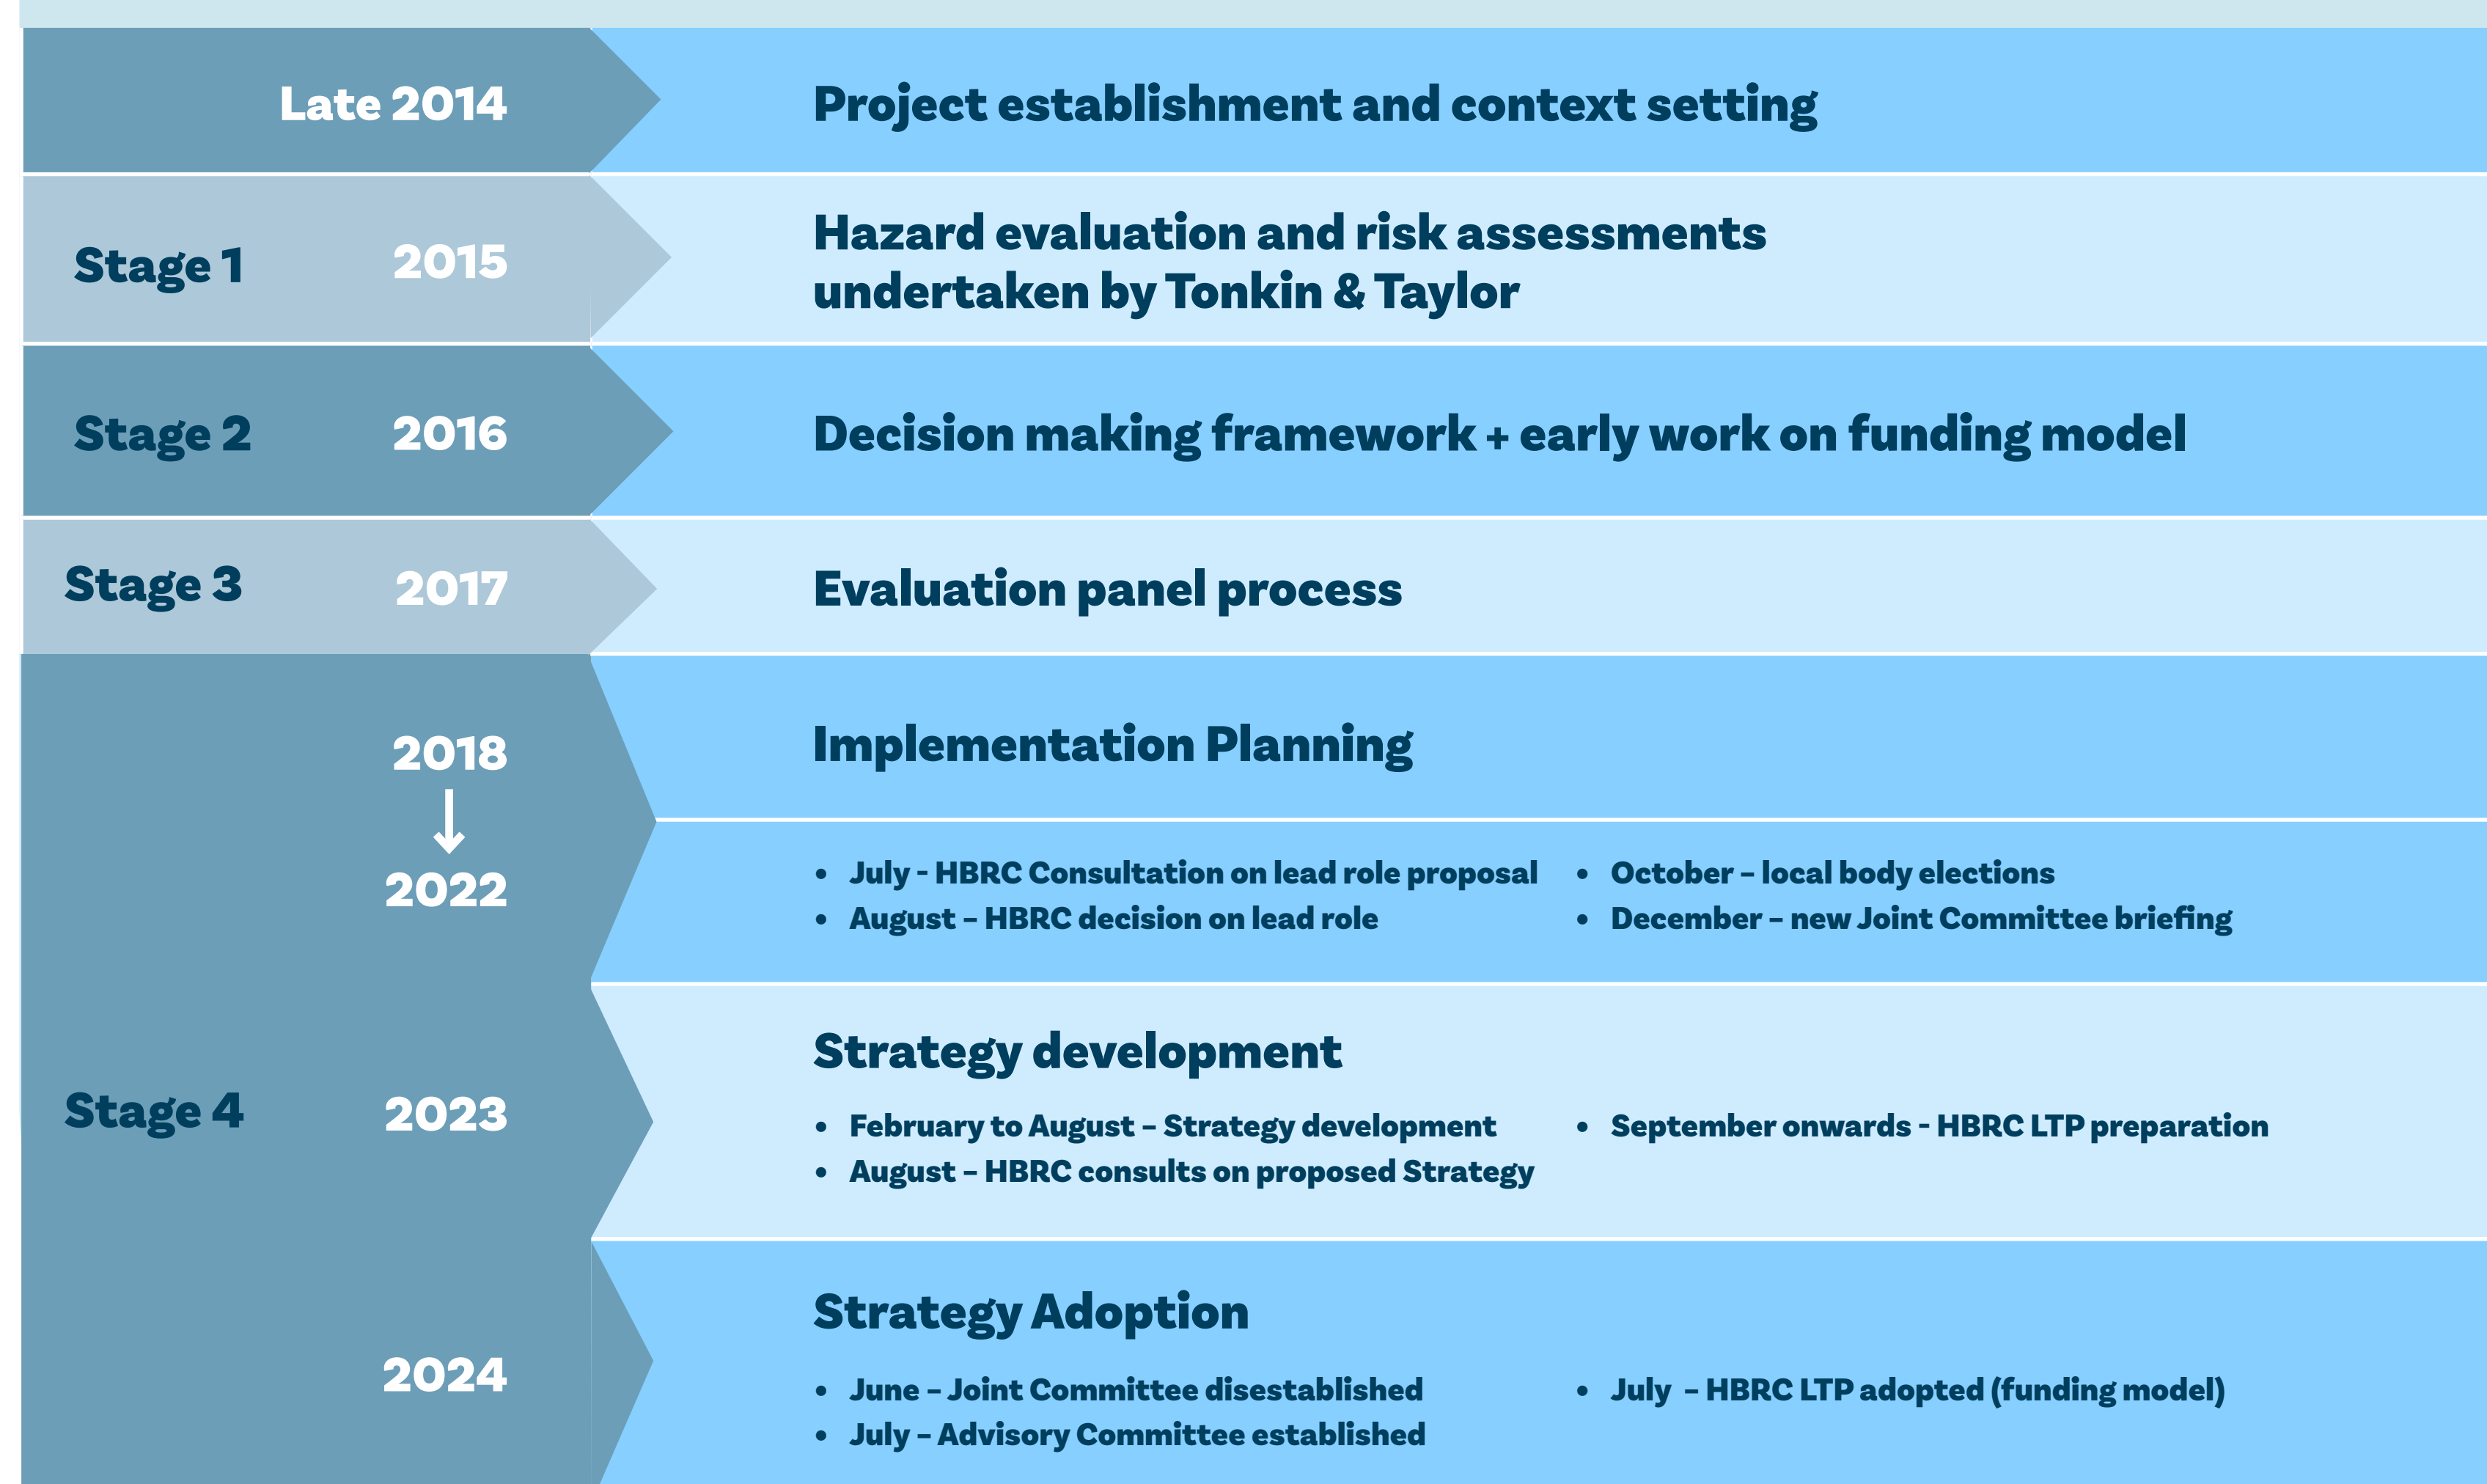 Late 2014
Project establishment and context setting
Stage 1
2015
Hazard evaluation and risk assessments
undertaken by Tonkin & Taylor
Stage 2
2016
Decision making framework + early work on funding model
Stage 3
2017
Evaluation panel process
Stage 4
2018
↓
2022
Implementation Planning
• July - HBRC Consultation on lead role proposal
• August – HBRC decision on lead role
• October – local body elections
• December – new Joint Committee briefing
2023
Strategy development
• February to August – Strategy development
• August – HBRC consults on proposed Strategy
• September onwards - HBRC LTP preparation
2024
Strategy Adoption
• June – Joint Committee disestablished
• July – Advisory Committee established
• July – HBRC LTP adopted (funding model)